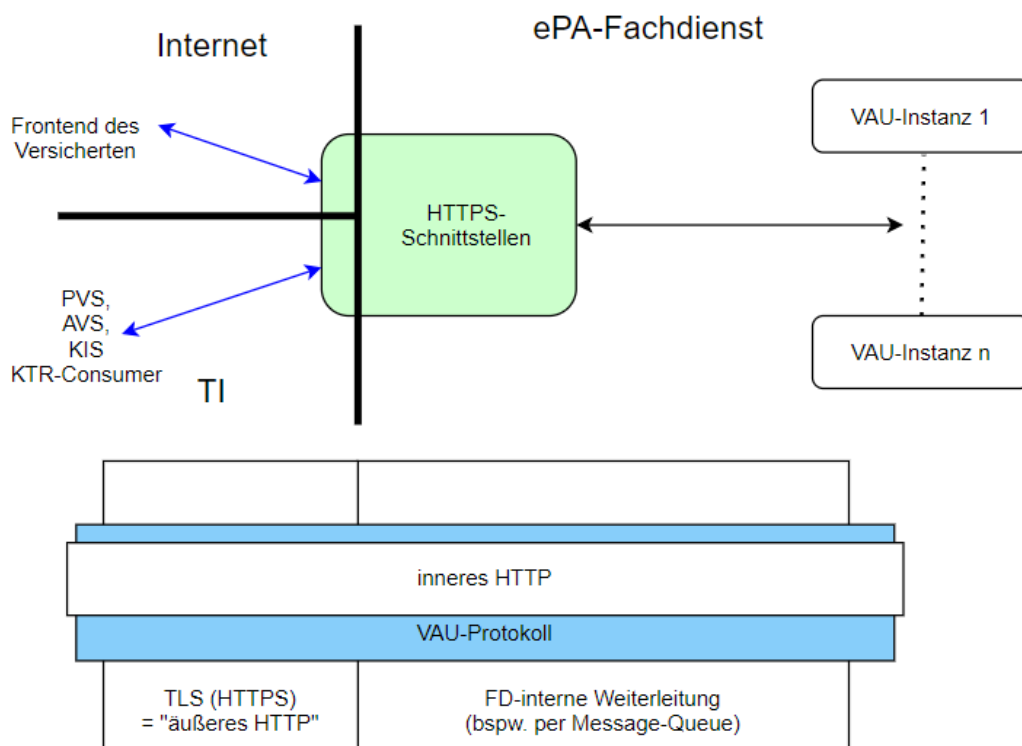 Internet
ePA-Fachdienst
Frontend des
Versicherten
VAU-Instanz 1
HTTPS-
Schnittstellen
PVS,
AVS,
KIS
KTR-Consumer
TI
VAU-Instanz n
inneres HTTP
VAU-Protokoll
TLS (HTTPS)
= "äußeres HTTP"
FD-interne Weiterleitung
(bspw. per Message-Queue)